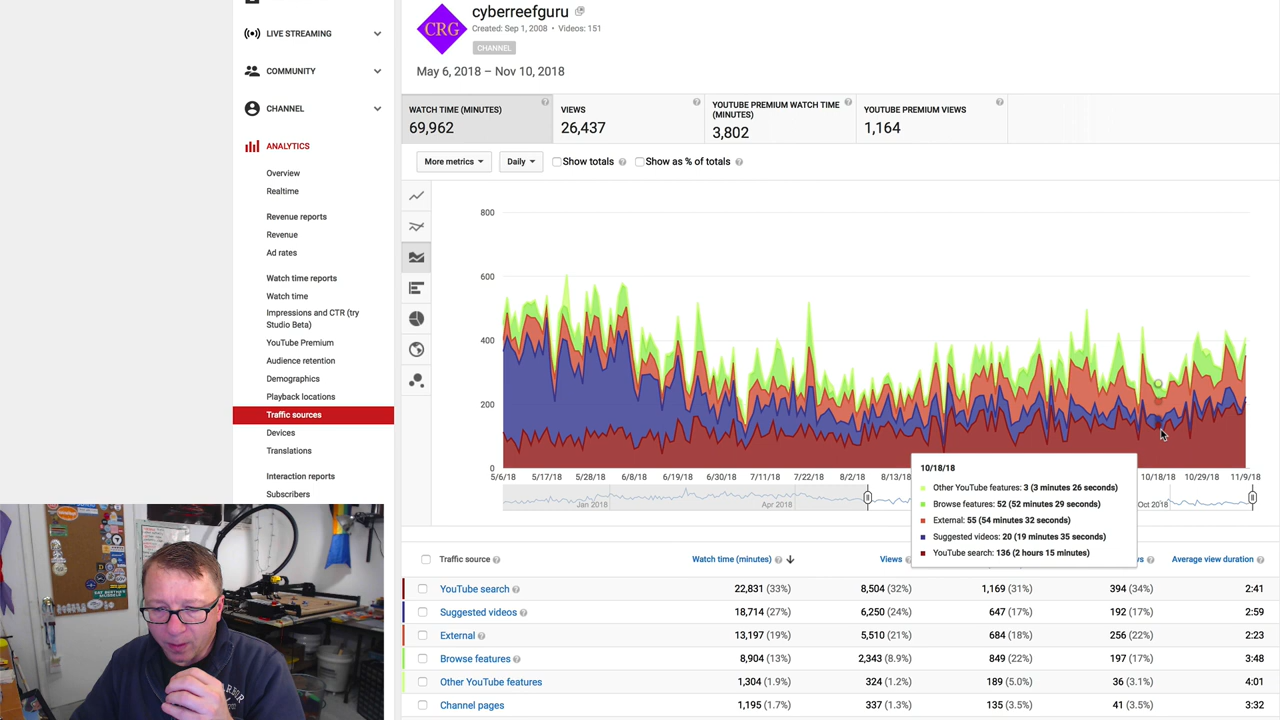 CRG
cyberreefguru
Created: Sep 1, 2008 • Videos: 151
CHANNEL
May 6, 2018 – Nov 10, 2018
LIVE STREAMING
COMMUNITY
CHANNEL
ANALYTICS
Overview
Realtime
Revenue reports
Revenue
Ad rates
Watch time reports
Watch time
Impressions and CTR (try
Studio Beta)
YouTube Premium
Audience retention
Demographics
Playback locations
Traffic sources
Devices
Translations
Interaction reports
Subscribers
WATCH TIME (MINUTES)
69,962
VIEWS
26,437
YOUTUBE PREMIUM WATCH TIME
(MINUTES)
3,802
YOUTUBE PREMIUM VIEWS
1,164
More metrics
Daily
Show totals
Show as % of totals
800
600
400
200
0
5/6/18 5/17/18 5/28/18 6/8/18 6/19/18 6/30/18 7/11/18 7/22/18 8/2/18 8/13/18 10/18/18 10/29/18 11/9/18
Jan 2018 Apr 2018 Oct 2018
10/18/18
Other YouTube features: 3 (3 minutes 26 seconds)
Browse features: 52 (52 minutes 29 seconds)
External: 55 (54 minutes 32 seconds)
Suggested videos: 20 (19 minutes 35 seconds)
YouTube search: 136 (2 hours 15 minutes)
Traffic source Watch time (minutes) Views Average view duration
YouTube search 22,831 (33%) 8,504 (32%) 1,169 (31%) 394 (34%) 2:41
Suggested videos 18,714 (27%) 6,250 (24%) 647 (17%) 192 (17%) 2:59
External 13,197 (19%) 5,510 (21%) 684 (18%) 256 (22%) 2:23
Browse features 8,904 (13%) 2,343 (8.9%) 849 (22%) 197 (17%) 3:48
Other YouTube features 1,304 (1.9%) 324 (1.2%) 189 (5.0%) 36 (3.1%) 4:01
Channel pages 1,195 (1.7%) 337 (1.3%) 135 (3.5%) 41 (3.5%) 3:32